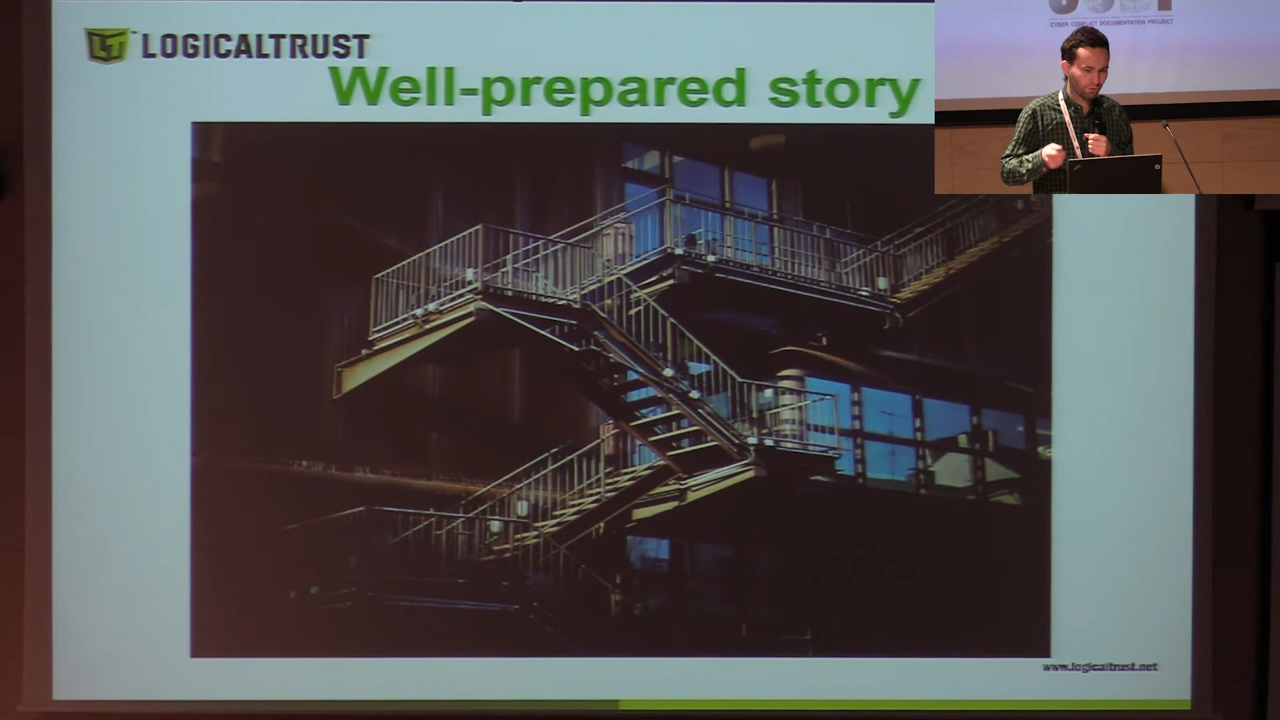 LOGICALTRUST
Well-prepared story
CYBER CONFLICT DOCUMENTATION PROJECT
www.logicaltrust.net